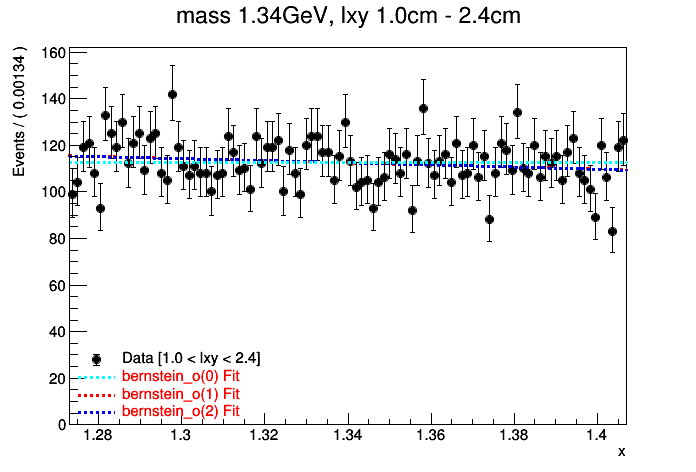 mass 1.34GeV, lxy 1.0cm - 2.4cm
Events / ( 0.00134 )
160
140
120
100
80
60
40
20
0
Data [1.0 < lxy < 2.4]
bernstein_o(0) Fit
bernstein_o(1) Fit
bernstein_o(2) Fit
1.28 1.3 1.32 1.34 1.36 1.38 1.4
x